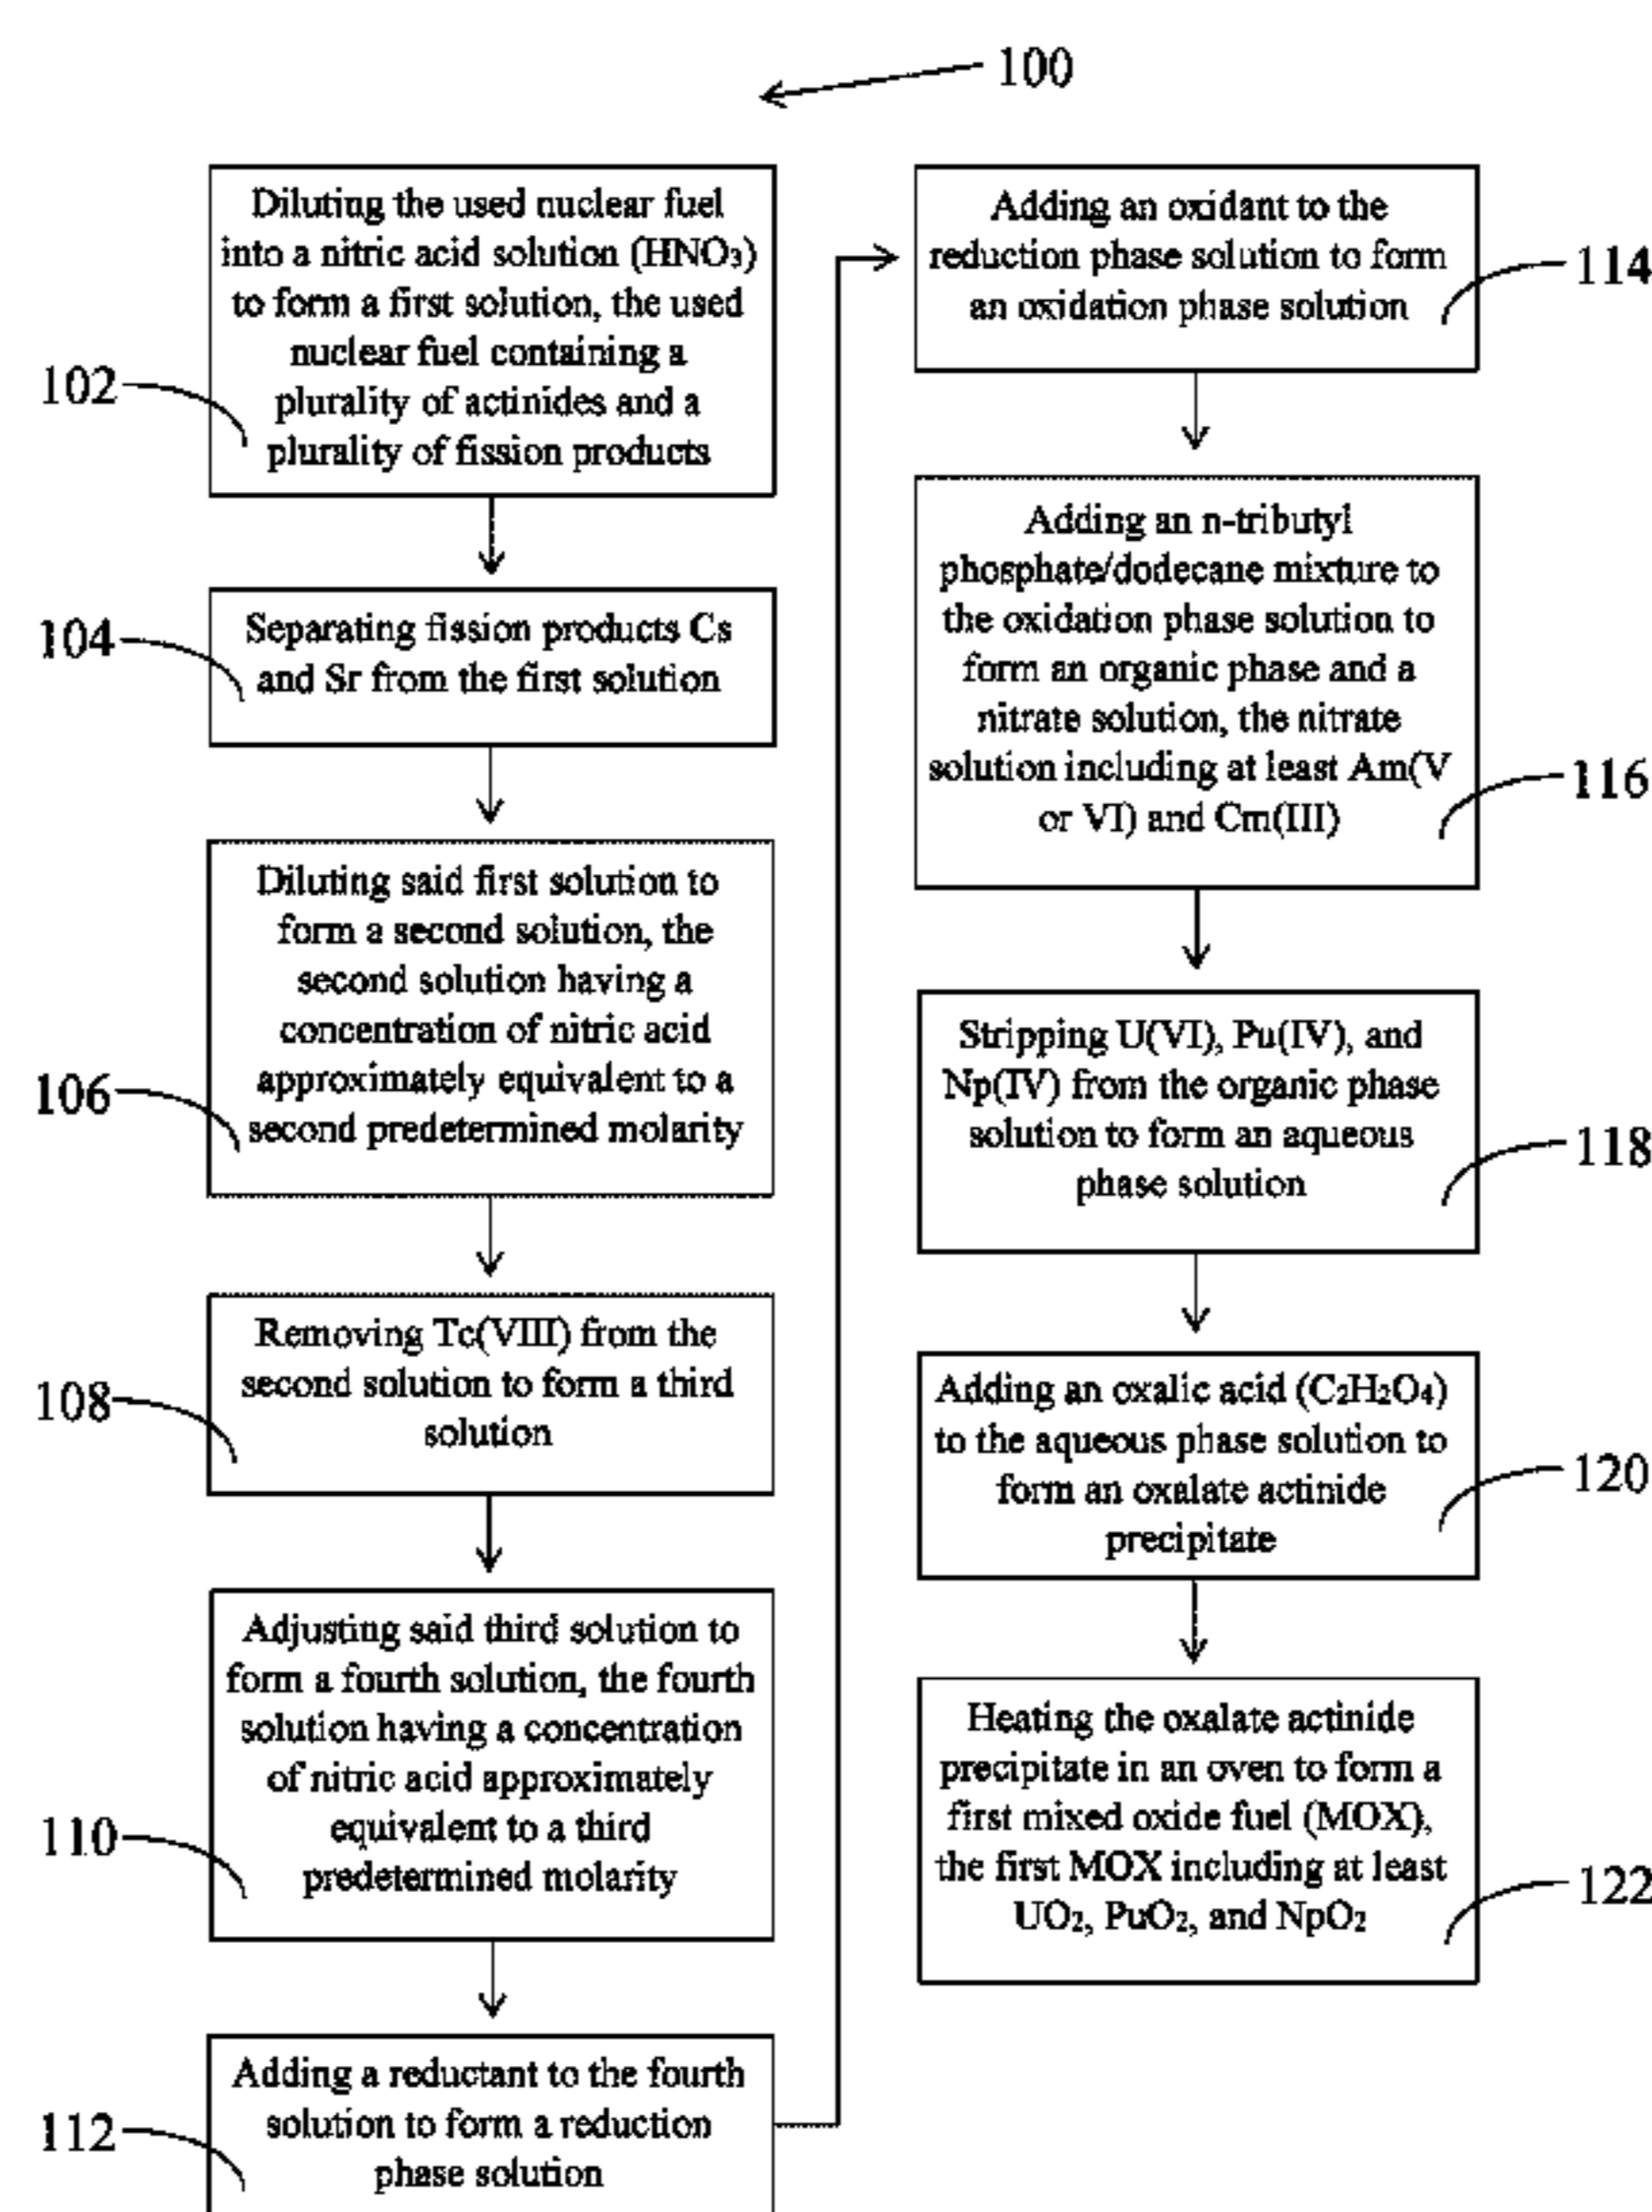 100
Diluting the used nuclear fuel
into a nitric acid solution (HNO₃)
to form a first solution, the used
nuclear fuel containing a
plurality of actinides and a
plurality of fission products
102
Separating fission products Cs
and Sr from the first solution
104
Diluting said first solution to
form a second solution, the
second solution having a
concentration of nitric acid
approximately equivalent to a
second predetermined molarity
106
Removing Tc(VIII) from the
second solution to form a third
solution
108
Adjusting said third solution to
form a fourth solution, the fourth
solution having a concentration
of nitric acid approximately
equivalent to a third
predetermined molarity
110
Adding a reductant to the fourth
solution to form a reduction
phase solution
112
Adding an oxidant to the
reduction phase solution to form
an oxidation phase solution
114
Adding an n-tributyl
phosphate/dodecane mixture to
the oxidation phase solution to
form an organic phase and a
nitrate solution, the nitrate
solution including at least Am(V
or VI) and Cm(III)
116
Stripping U(VI), Pu(IV), and
Np(IV) from the organic phase
solution to form an aqueous
phase solution
118
Adding an oxalic acid (C₂H₂O₄)
to the aqueous phase solution to
form an oxalate actinide
precipitate
120
Heating the oxalate actinide
precipitate in an oven to form a
first mixed oxide fuel (MOX),
the first MOX including at least
UO₂, PuO₂, and NpO₂
122